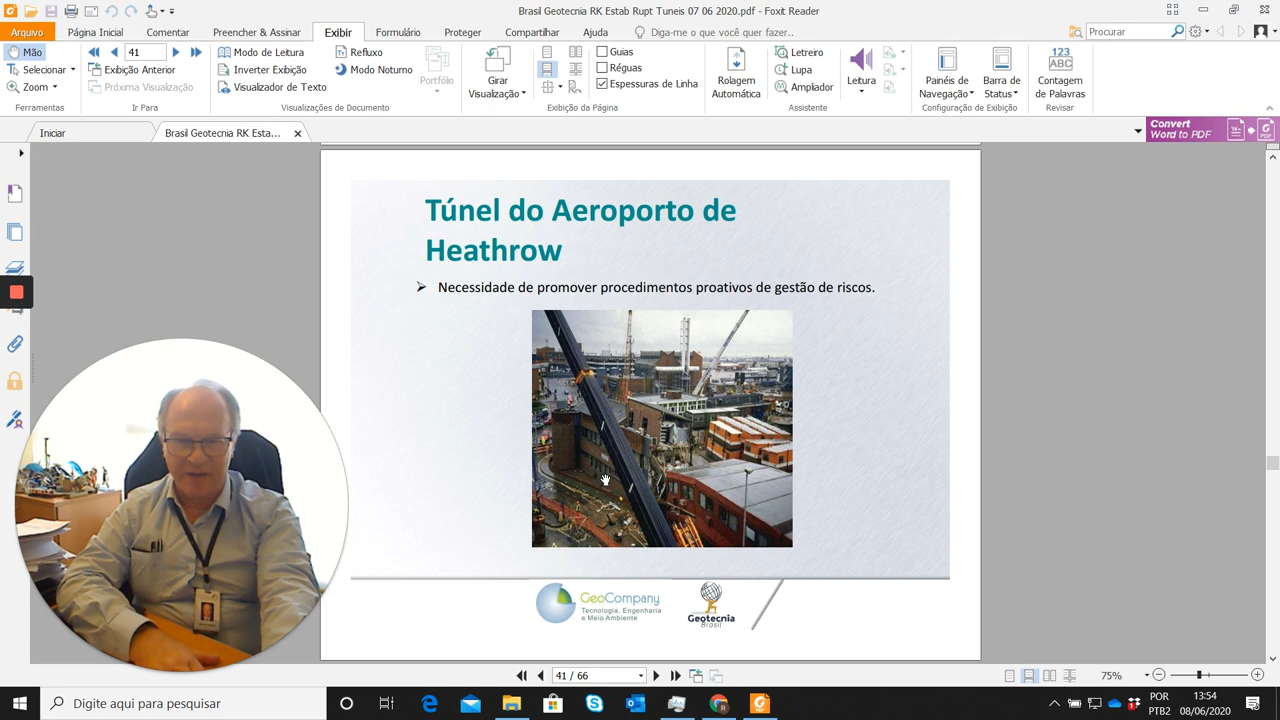 Brasil Geotecnia RK Estab Rupt Tuneis 07 06 2020.pdf - Foxit Reader
Arquivo
Página Inicial
Comentar
Preencher & Assinar
Exibir
Formulário
Proteger
Compartilhar
Ajuda
Diga-me o que você quer fazer..
Procurar
Mão
Selecionar
Zoom
Ferramentas
41
Exibição Anterior
Próxima Visualização
Ir Para
Modo de Leitura
Inverter Exibição
Visualizador de Texto
Refluxo
Modo Noturno
Portfólio
Visualizações de Documento
Girar
Visualização
Guias
Réguas
Espessuras de Linha
Exibição da Página
Rolagem
Automática
Letreiro
Lupa
Ampliador
Leitura
Assistente
Painéis de
Navegação
Barra de
Status
Configuração de Exibição
123
ABC
Contagem
de Palavras
Revisar
Iniciar
Brasil Geotecnia RK Esta...
Convert
Word to PDF
PDF
Túnel do Aeroporto de
Heathrow
Necessidade de promover procedimentos proativos de gestão de riscos.
GeoCompany
Tecnologia, Engenharia
e Meio Ambiente
Geotecnia
Brasil
41 / 66
75%
Digite aqui para pesquisar
POR
PTB2
13:54
08/06/2020